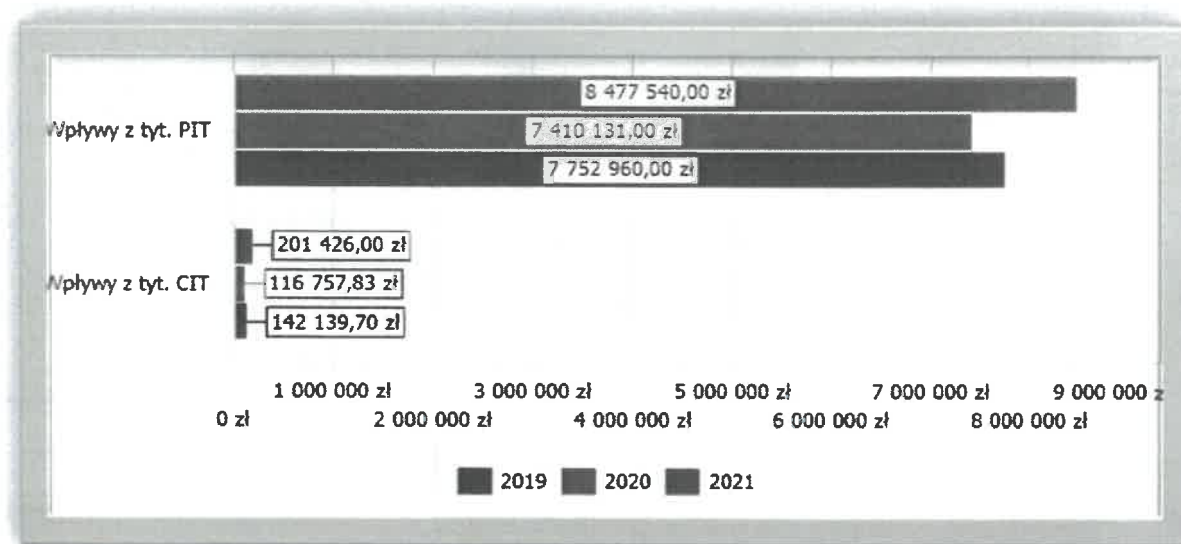 8 477 540,00 zł
Wpływy z tyt. PIT
7 410 131,00 zł
7 752 960,00 zł
201 426,00 zł
Wpływy z tyt. CIT
116 757,83 zł
142 139,70 zł
1 000 000 zł 3 000 000 zł 5 000 000 zł 7 000 000 zł 9 000 000 z
0 zł 2 000 000 zł 4 000 000 zł 6 000 000 zł 8 000 000 zł
2019 2020 2021